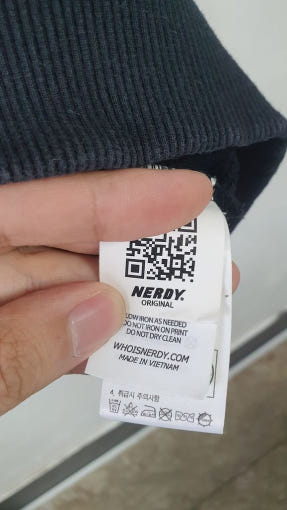 NERDY.
ORIGINAL
LOW IRON AS NEEDED
DO NOT IRON ON PRINT
DO NOT DRY CLEAN
WHOISNERDY.COM
MADE IN VIETNAM
4. 취급시 주의사항